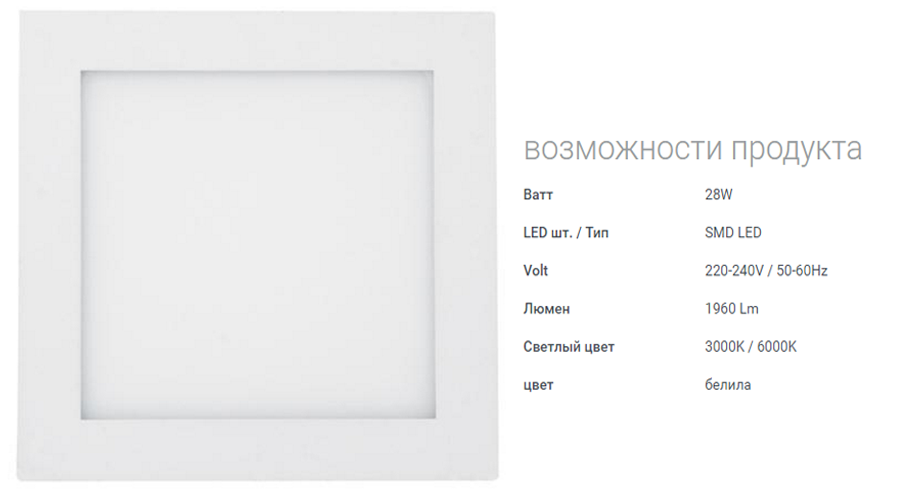 возможности продукта
Ватт 28W
LED шт. / Тип SMD LED
Volt 220-240V / 50-60Hz
Люмен 1960 Lm
Светлый цвет 3000K / 6000K
цвет белила